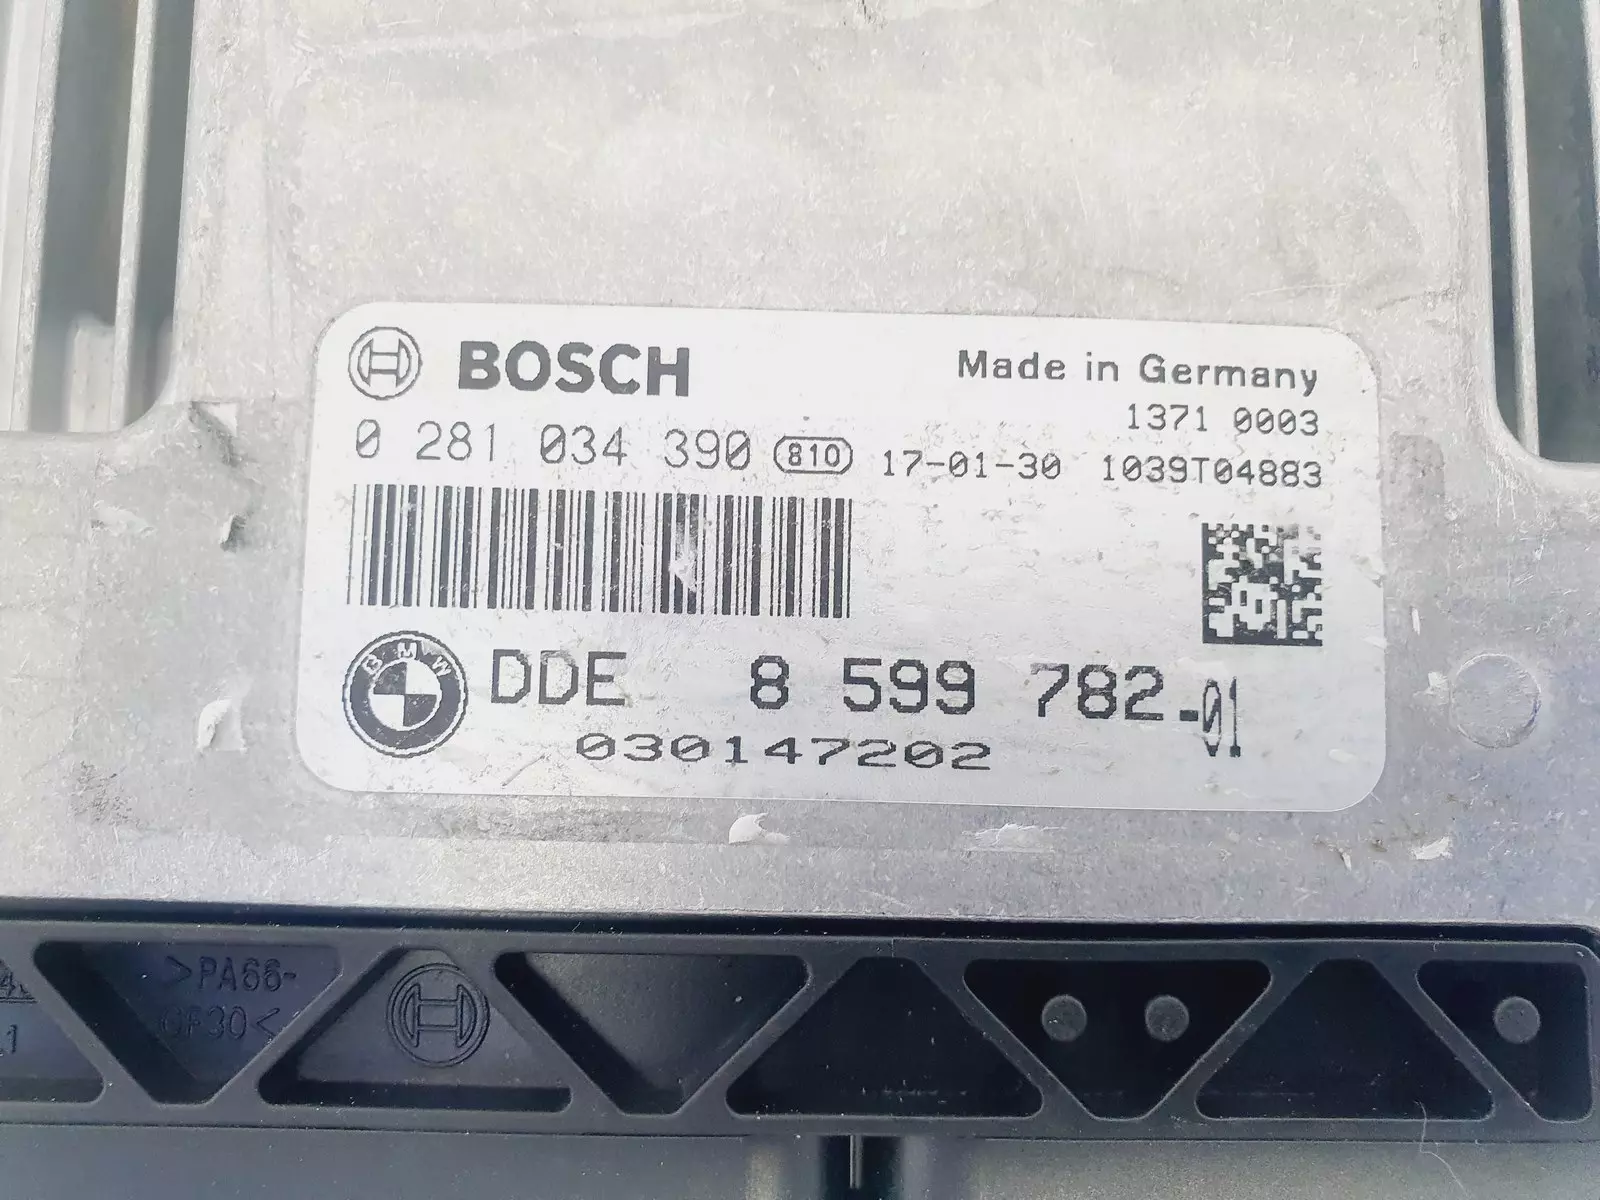 BOSCH
Made in Germany
1371 0003
0 281 034 390 810 17-01-30 1039T04883
BMW DDE 8 599 782-01
030147202
>PA66-
GF30<